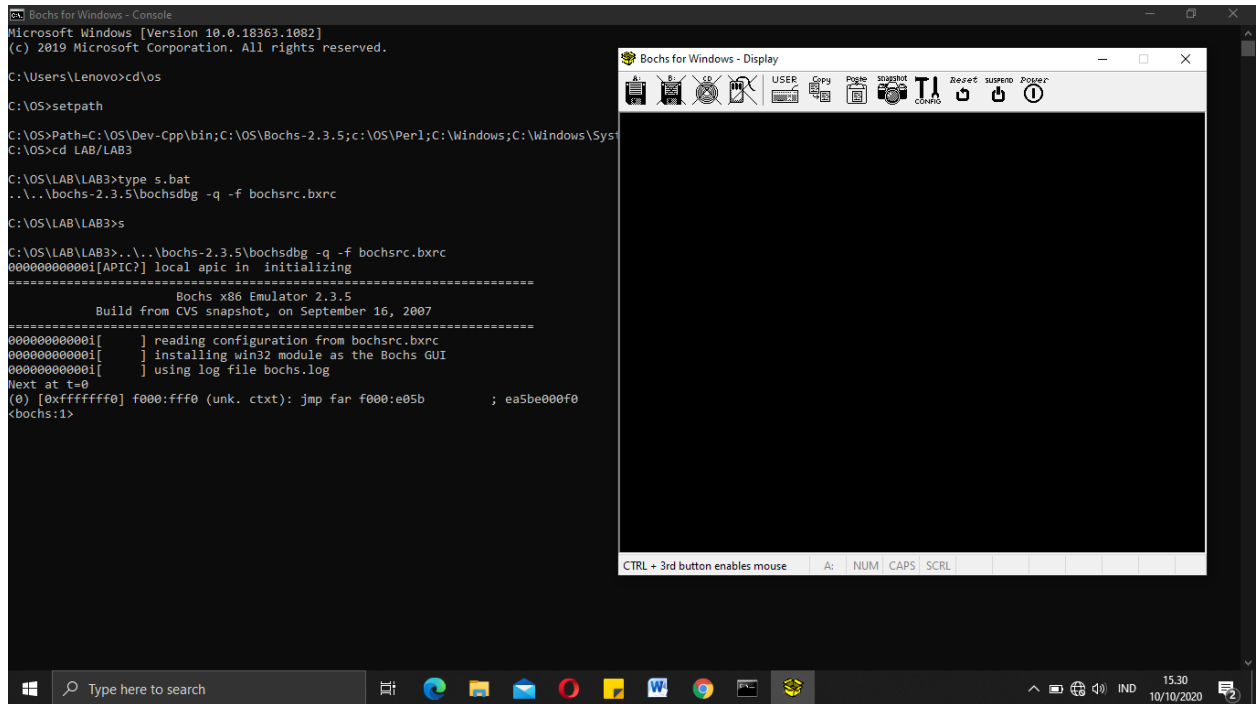 Bochs for Windows - Console
Microsoft Windows [Version 10.0.18363.1082]
(c) 2019 Microsoft Corporation. All rights reserved.
C:\Users\Lenovo>cd\os
C:\OS>setpath
C:\OS>Path=C:\OS\Dev-Cpp\bin;C:\OS\Bochs-2.3.5;c:\OS\Perl;C:\Windows;C:\Windows\Syst
C:\OS>cd LAB/LAB3
C:\OS\LAB\LAB3>type s.bat
..\..\bochs-2.3.5\bochsdbg -q -f bochsrc.bxrc
C:\OS\LAB\LAB3>s
C:\OS\LAB\LAB3>..\..\bochs-2.3.5\bochsdbg -q -f bochsrc.bxrc
00000000000i[APIC?] local apic in  initializing
========================================================================
Bochs x86 Emulator 2.3.5
Build from CVS snapshot, on September 16, 2007
========================================================================
00000000000i[     ] reading configuration from bochsrc.bxrc
00000000000i[     ] installing win32 module as the Bochs GUI
00000000000i[     ] using log file bochs.log
Next at t=0
(0) [0xfffffff0] f000:fff0 (unk. ctxt): jmp far f000:e05b         ; ea5be000f0
<bochs:1>
Bochs for Windows - Display
A: B: CD USER Copy Paste snapshot CONFIG Reset SUSPEND Power
CTRL + 3rd button enables mouse A: NUM CAPS SCRL
Type here to search
IND
15.30
10/10/2020
2